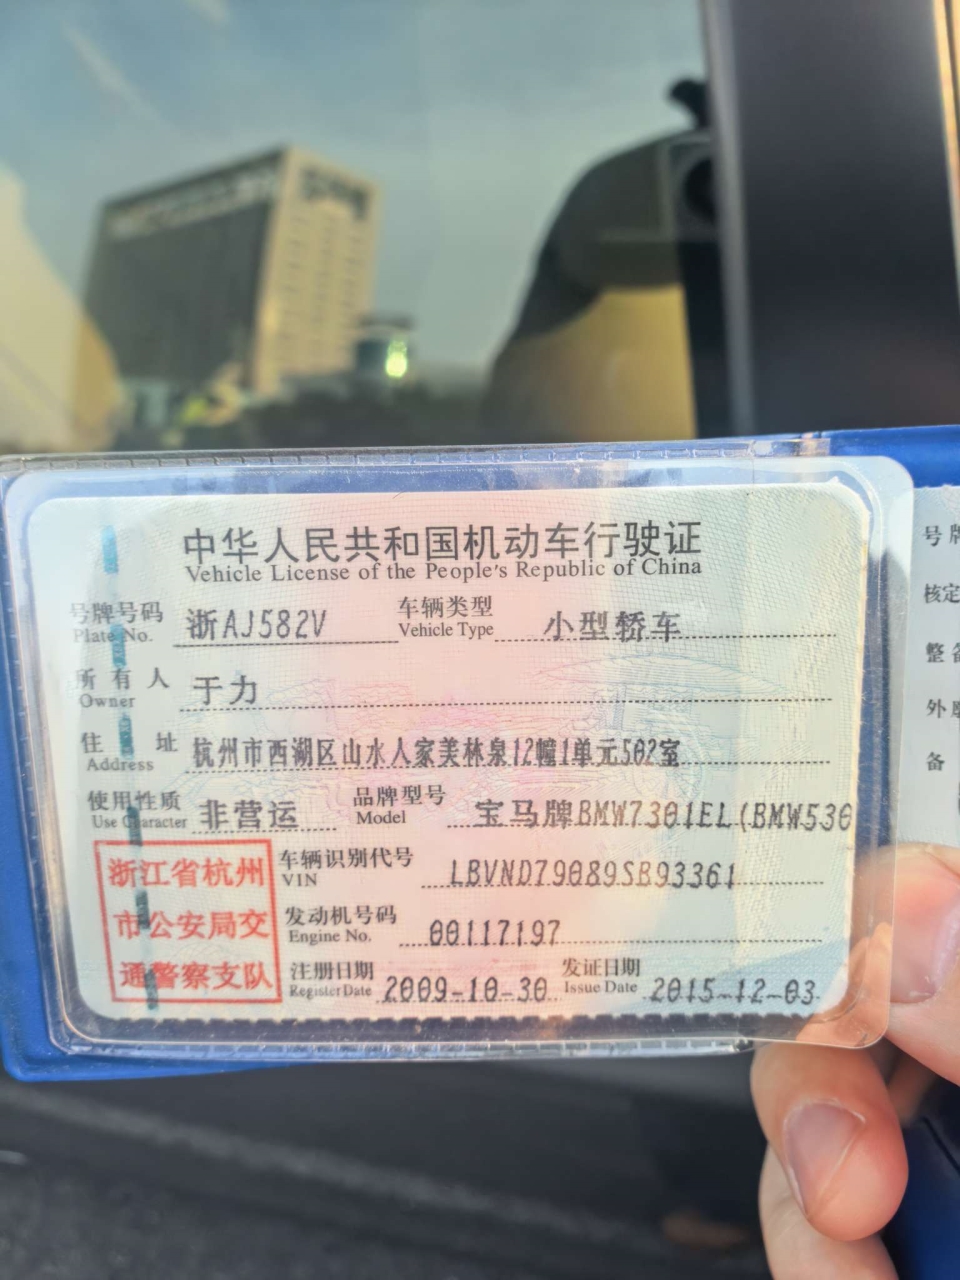 中华人民共和国机动车行驶证
Vehicle License of the People's Republic of China
号牌号码 浙AJ582V 车辆类型 小型轿车
Plate No. Vehicle Type
所有人 于力
Owner
住址 杭州市西湖区山水人家美林泉12幢1单元502室
Address
使用性质 非营运 品牌型号 宝马牌BMW7301EL(BMW530
Use Character Model
浙江省杭州
市公安局交
通警察支队
车辆识别代号 LBVND79089SB93361
VIN
发动机号码 00117197
Engine No.
注册日期 2009-10-30 发证日期 2015-12-03
Register Date Issue Date
号牌
核定
整备
外
备